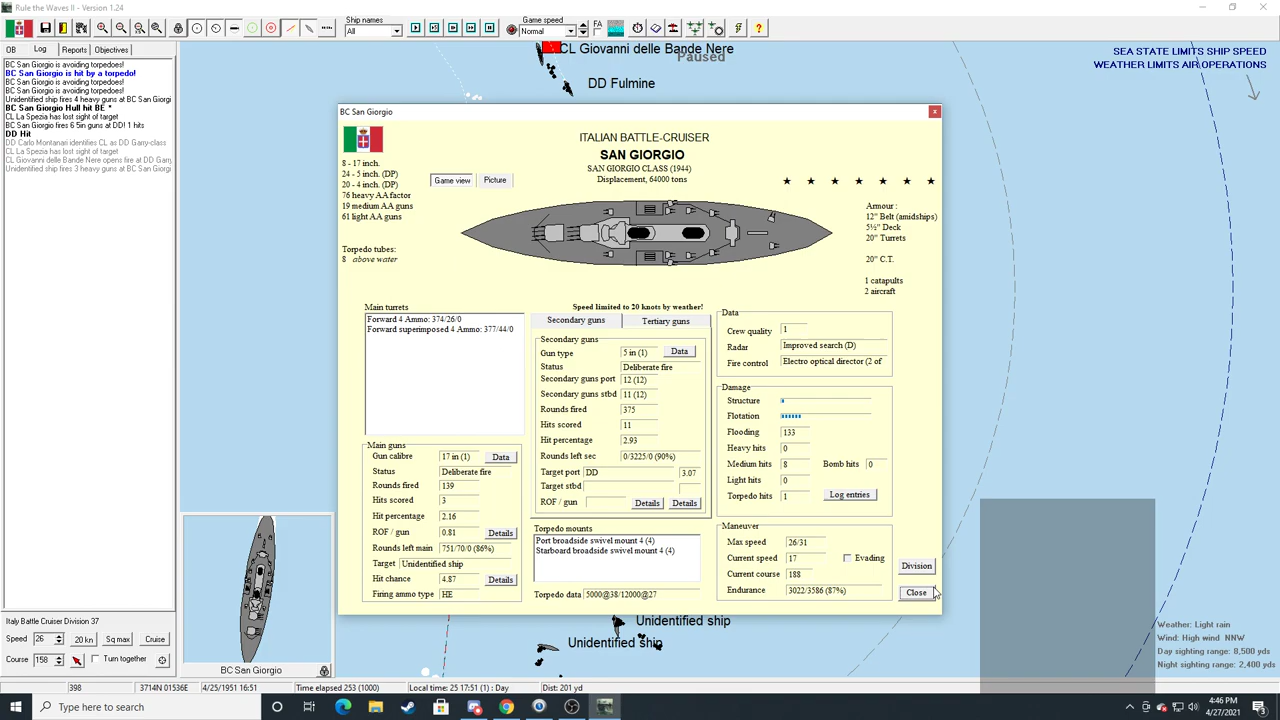 Rule the Waves II - Version 1.24
Ship names
All
Game speed
Normal
FA
OB
Log
Reports
Objectives
BC San Giorgio is avoiding torpedoes!
BC San Giorgio is hit by a torpedo!
BC San Giorgio is avoiding torpedoes!
BC San Giorgio is avoiding torpedoes!
Unidentified ship fires 4 heavy guns at BC San Giorgi
BC San Giorgio Hull hit BE *
CL La Spezia has lost sight of target
BC San Giorgio fires 6 5in guns at DD! 1 hits
DD Hit
DD Carlo Montanari identifies CL as DD Gary-class
CL La Spezia has lost sight of target
CL Giovanni delle Bande Nere opens fire at DD Gary
Unidentified ship fires 3 heavy guns at BC San Giorgi
CL Giovanni delle Bande Nere
Paused
DD Fulmine
SEA STATE LIMITS SHIP SPEED
WEATHER LIMITS AIR OPERATIONS
BC San Giorgio
x
8 - 17 inch.
24 - 5 inch (DP)
20 - 4 inch. (DP)
76 heavy AA factor
19 medium AA guns
61 light AA guns
Torpedo tubes:
8 above water
Game view
Picture
ITALIAN BATTLE-CRUISER
SAN GIORGIO
SAN GIORGIO CLASS (1944)
Displacement, 64000 tons
Armour :
12" Belt (amidships)
5½" Deck
20" Turrets
20" C.T.
1 catapults
2 aircraft
Main turrets
Forward 4 Ammo: 374/26/0
Forward superimposed 4 Ammo: 377/44/0
Main guns
Gun calibre 17 in (1) Data
Status Deliberate fire
Rounds fired 139
Hits scored 3
Hit percentage 2.16
ROF / gun 0.81 Details
Rounds left main 751/70/0 (86%)
Target Unidentified ship
Hit chance 4.87 Details
Firing ammo type HE
Speed limited to 20 knots by weather!
Secondary guns
Tertiary guns
Secondary guns
Gun type 5 in (1) Data
Status Deliberate fire
Secondary guns port 12 (12)
Secondary guns stbd 11 (12)
Rounds fired 375
Hits scored 11
Hit percentage 2.93
Rounds left sec 0/3225/0 (90%)
Target port DD 3.07
Target stbd
ROF / gun Details Details
Torpedo mounts
Port broadside swivel mount 4 (4)
Starboard broadside swivel mount 4 (4)
Torpedo data 5000@38/12000@27
Data
Crew quality 1
Radar Improved search (D)
Fire control Electro optical director (2 of
Damage
Structure
Flotation
Flooding 133
Heavy hits 0
Medium hits 8 Bomb hits 0
Light hits 0
Torpedo hits 1 Log entries
Maneuver
Max speed 26/31
Current speed 17 Evading
Current course 188
Endurance 3022/3586 (87%)
Division
Close
Unidentified ship
Unidentified ship
Weather: Light rain
Wind: High wind NNW
Day sighting range: 8,500 yds
Night sighting range: 2,400 yds
Italy Battle Cruiser Division 37
Speed 26 20 kn Sq max Cruise
Course 158 Turn together
BC San Giorgio
398
3714N 01536E
4/25/1951 16:51
Time elapsed 253 (1000)
Local time: 25 17:51 (1) : Day
Dist: 201 yd
Type here to search
4:46 PM
4/27/2021
3